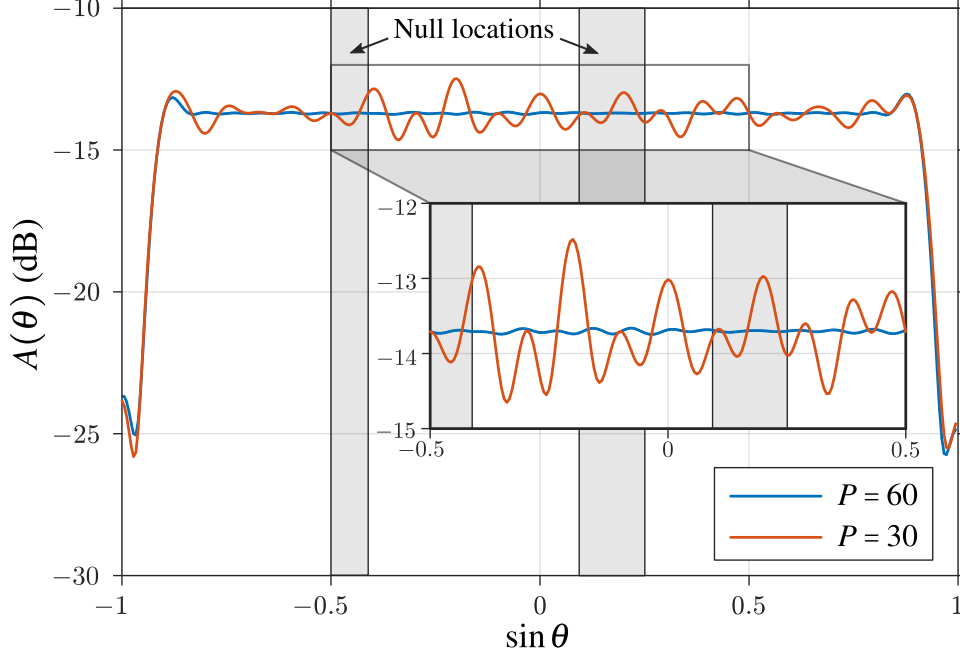 −10
Null locations
−15
−12
−13
−14
−15
−0.5 0 0.5
−20
−25
−30
A(θ) (dB)
P = 60
P = 30
−1 −0.5 0 0.5 1
sin θ